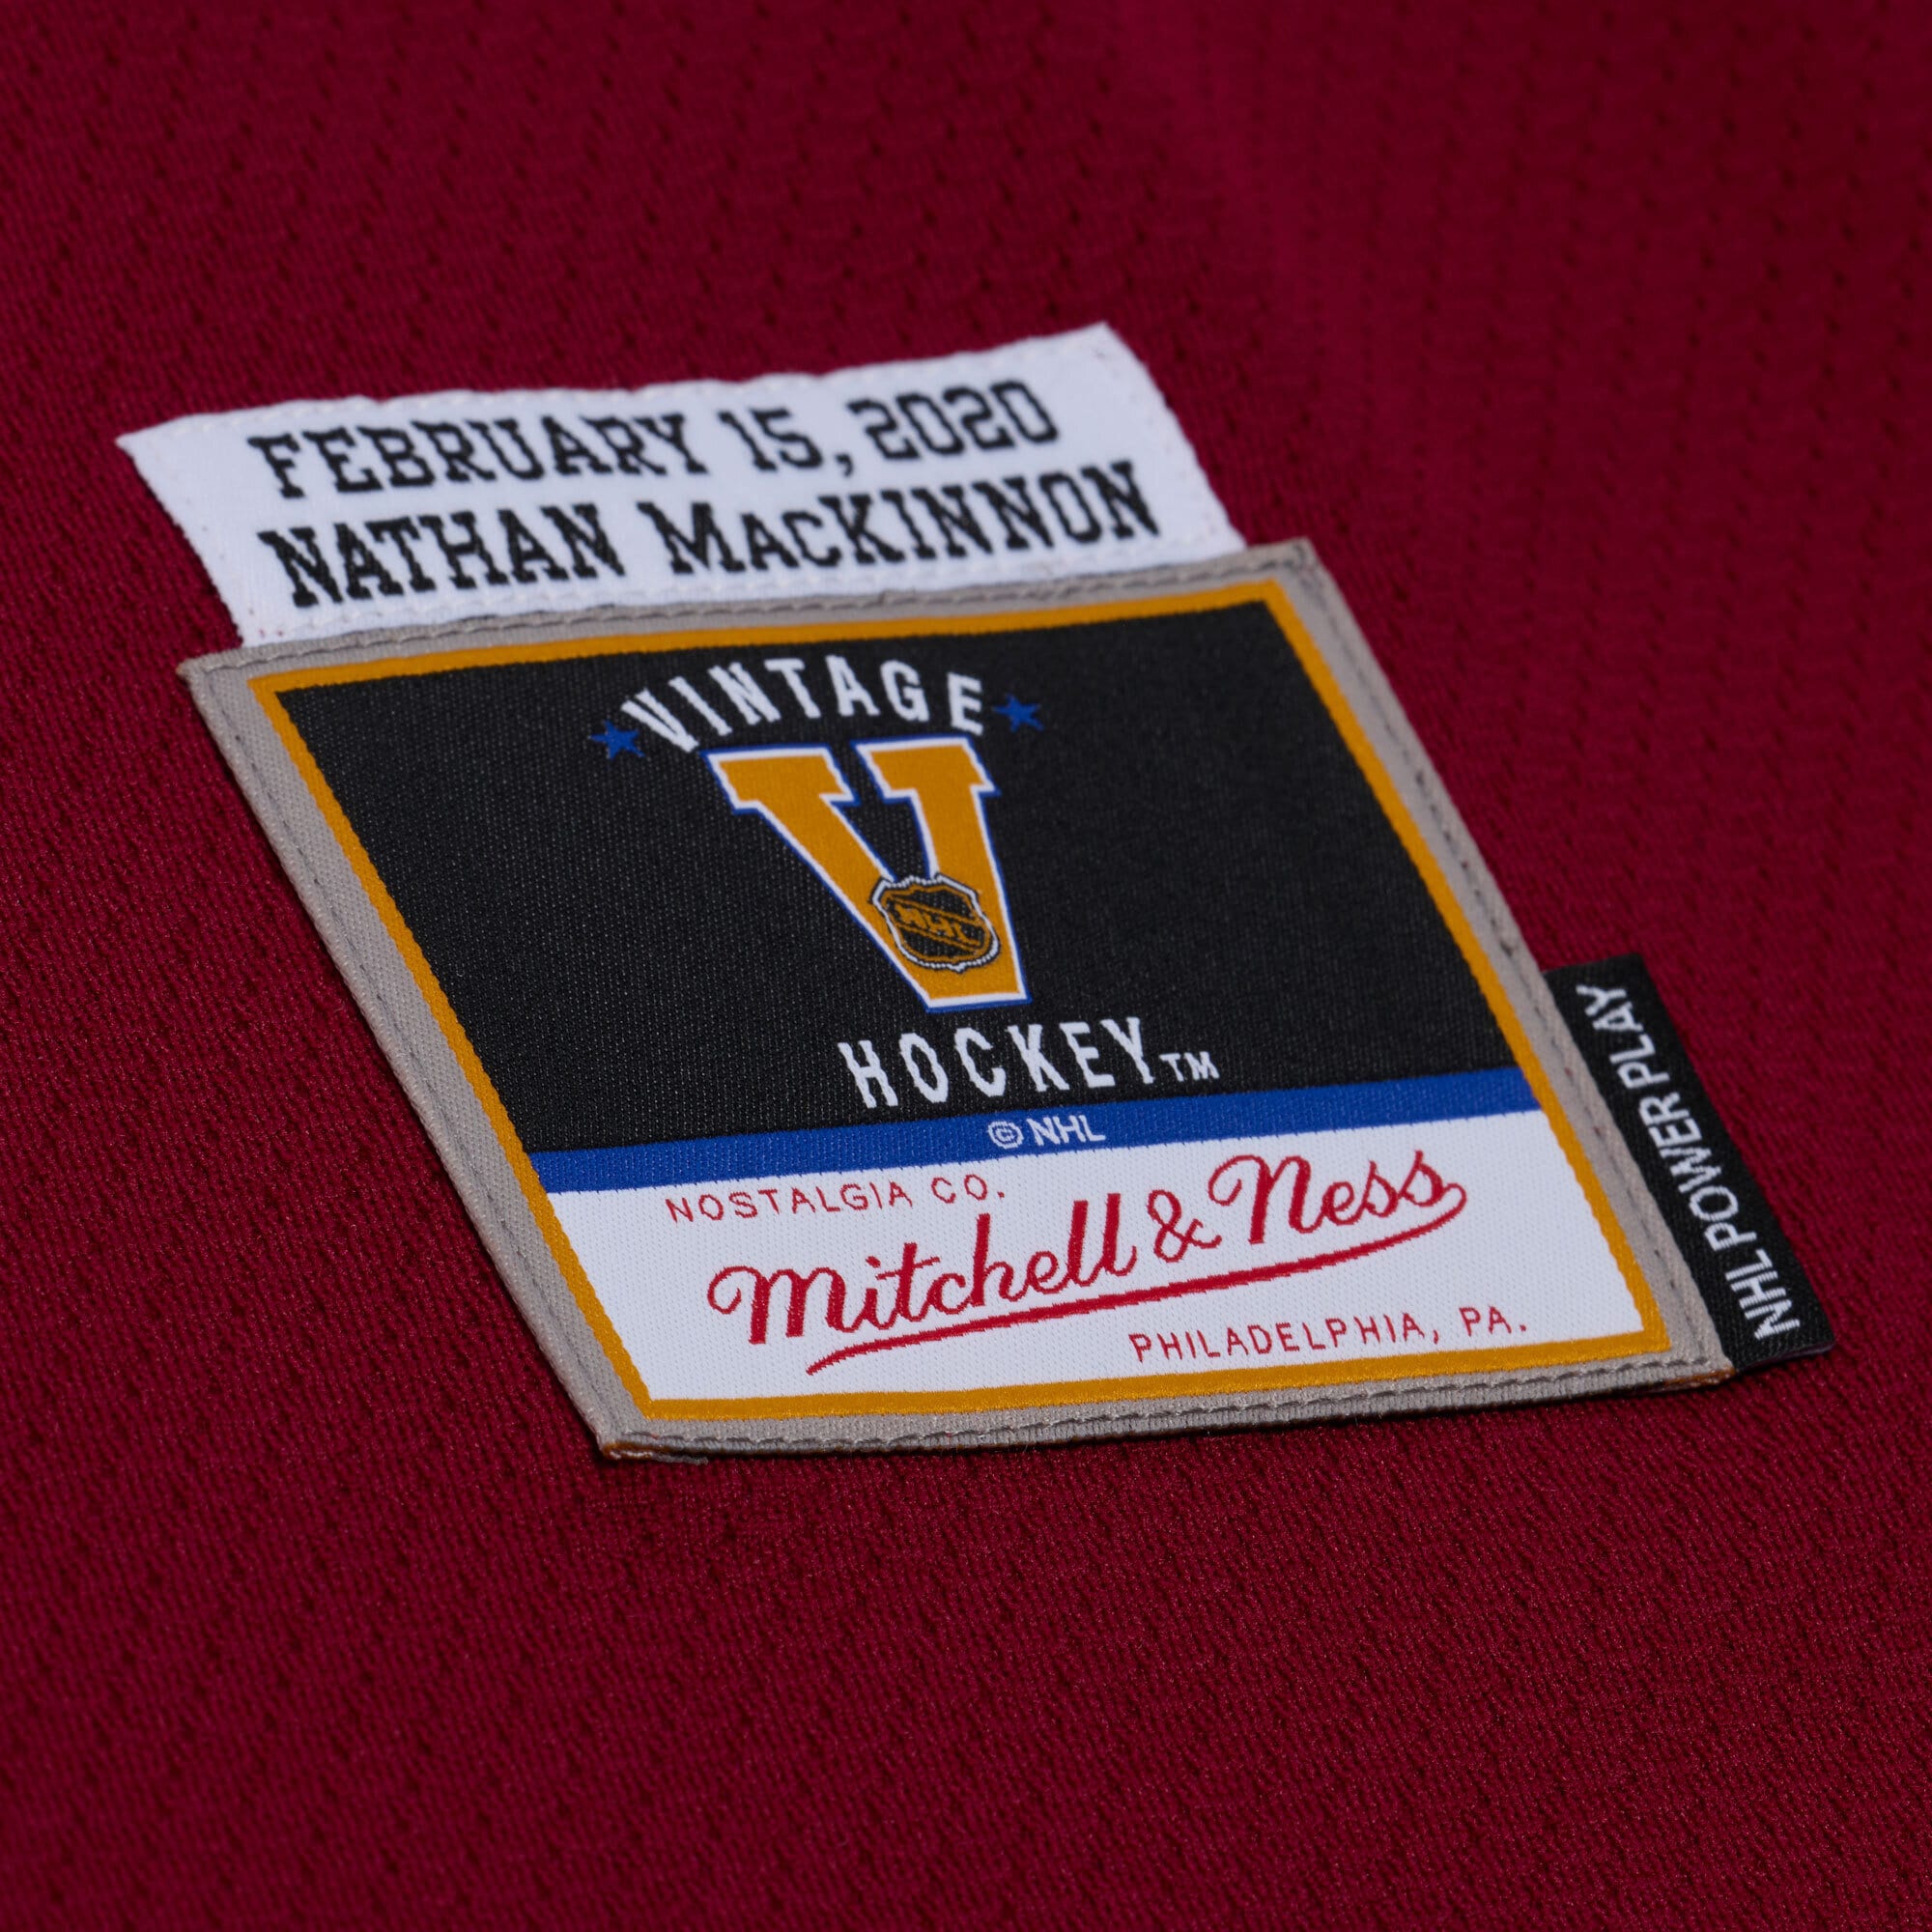 FEBRUARY 15, 2020
NATHAN MacKINNON
VINTAGE
V
NHL
HOCKEY™
© NHL
NOSTALGIA CO.
Mitchell & Ness
PHILADELPHIA, PA.
NHL POWER PLAY